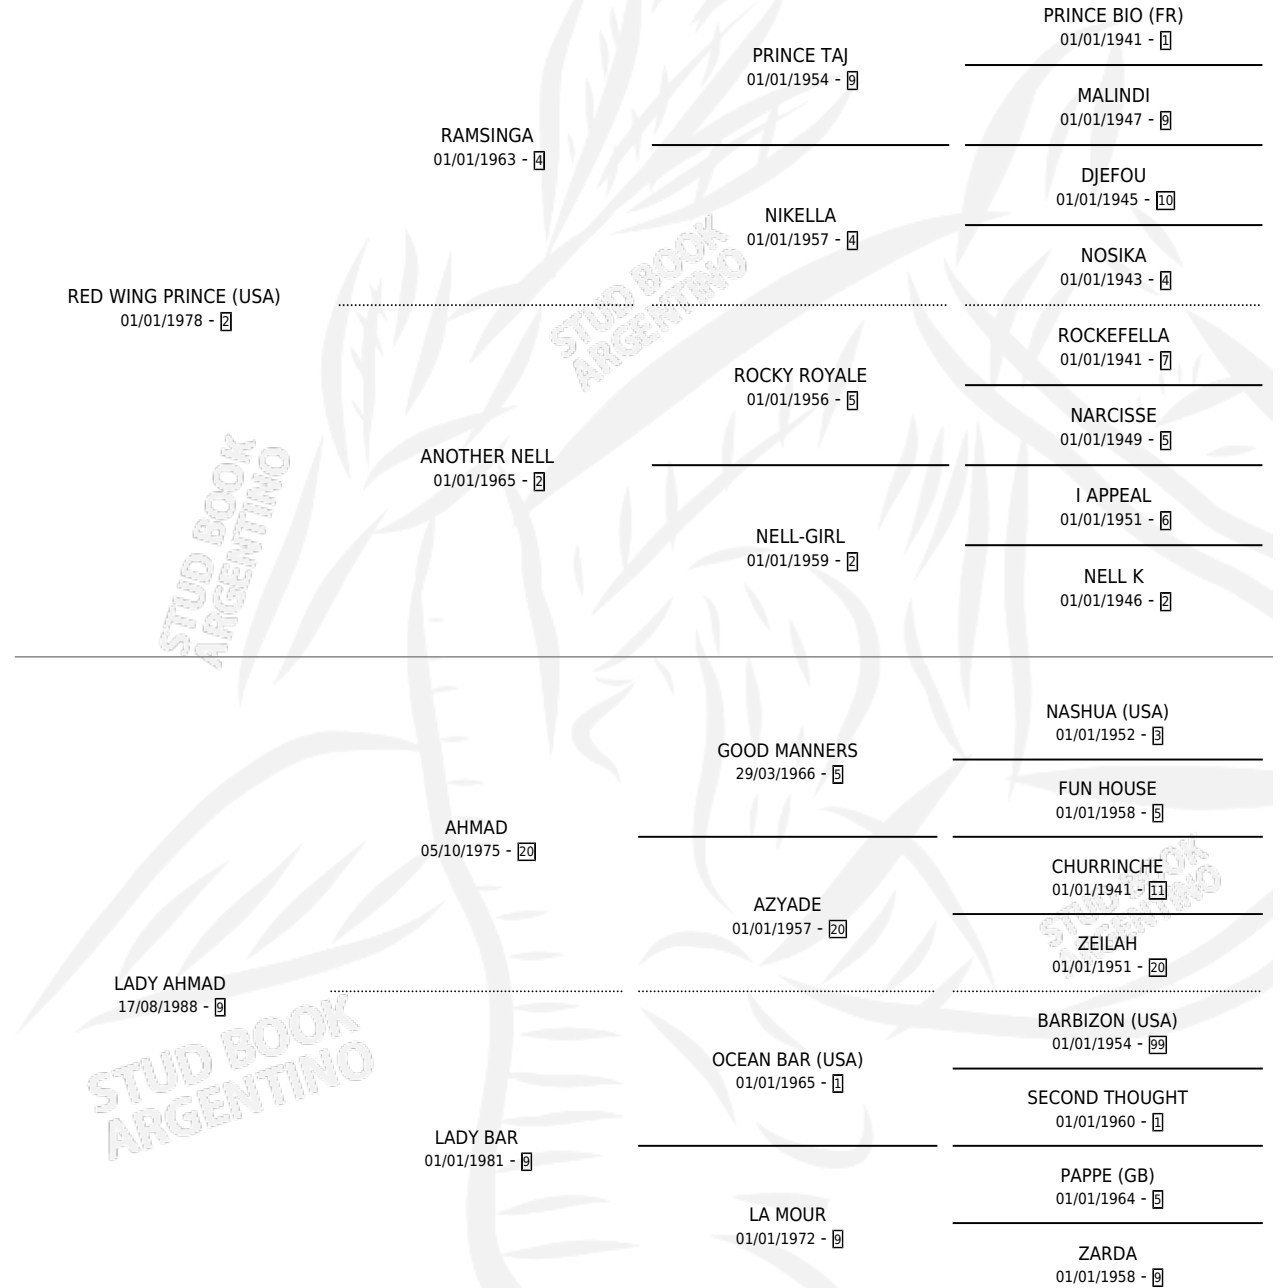 PRINCE BIO (FR)
01/01/1941 - 1
PRINCE TAJ
01/01/1954 - 9
MALINDI
01/01/1947 - 9
RAMSINGA
01/01/1963 - 4
DJEFOU
01/01/1945 - 10
NIKELLA
01/01/1957 - 4
NOSIKA
01/01/1943 - 4
RED WING PRINCE (USA)
01/01/1978 - 2
STUD BOOK
ARGENTINO
ROCKEFELLA
01/01/1941 - 7
ROCKY ROYALE
01/01/1956 - 5
NARCISSE
01/01/1949 - 5
ANOTHER NELL
01/01/1965 - 2
I APPEAL
01/01/1951 - 6
NELL-GIRL
01/01/1959 - 2
NELL K
01/01/1946 - 2
STUD BOOK
ARGENTINO
NASHUA (USA)
01/01/1952 - 3
GOOD MANNERS
29/03/1966 - 5
FUN HOUSE
01/01/1958 - 5
AHMAD
05/10/1975 - 20
CHURRINCHE
01/01/1941 - 11
AZYADE
01/01/1957 - 20
STUD BOOK
ARGENTINO
ZEILAH
01/01/1951 - 20
LADY AHMAD
17/08/1988 - 9
BARBIZON (USA)
01/01/1954 - 99
OCEAN BAR (USA)
01/01/1965 - 1
STUD BOOK
ARGENTINO
SECOND THOUGHT
01/01/1960 - 1
LADY BAR
01/01/1981 - 9
PAPPE (GB)
01/01/1964 - 5
LA MOUR
01/01/1972 - 9
ZARDA
01/01/1958 - 9